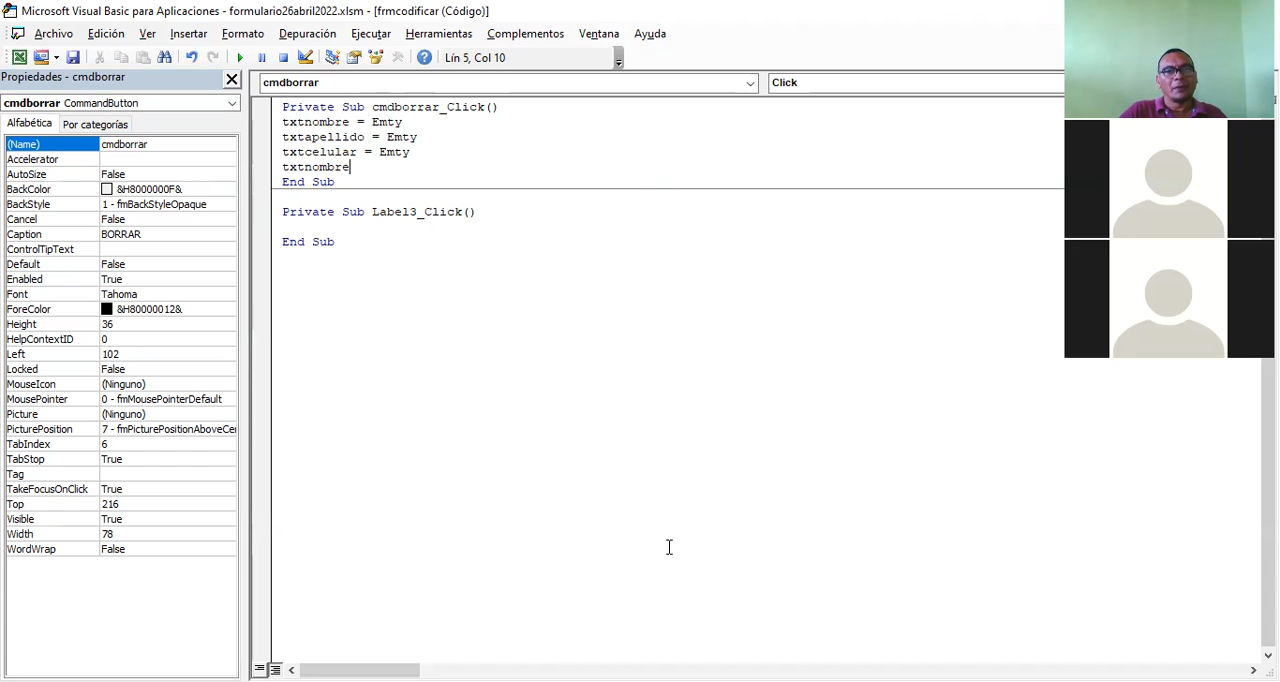 Microsoft Visual Basic para Aplicaciones - formulario26abril2022.xlsm - [frmcodificar (Código)]
Archivo Edición Ver Insertar Formato Depuración Ejecutar Herramientas Complementos Ventana Ayuda
Lín 5, Col 10
Propiedades - cmdborrar
cmdborrar CommandButton
Alfabética Por categorías
(Name) cmdborrar
Accelerator
AutoSize False
BackColor &H8000000F&
BackStyle 1 - fmBackStyleOpaque
Cancel False
Caption BORRAR
ControlTipText
Default False
Enabled True
Font Tahoma
ForeColor &H80000012&
Height 36
HelpContextID 0
Left 102
Locked False
MouseIcon (Ninguno)
MousePointer 0 - fmMousePointerDefault
Picture (Ninguno)
PicturePosition 7 - fmPicturePositionAboveCe
TabIndex 6
TabStop True
Tag
TakeFocusOnClick True
Top 216
Visible True
Width 78
WordWrap False
cmdborrar Click
Private Sub cmdborrar_Click()
txtnombre = Emty
txtapellido = Emty
txtcelular = Emty
txtnombre
End Sub
Private Sub Label3_Click()
End Sub